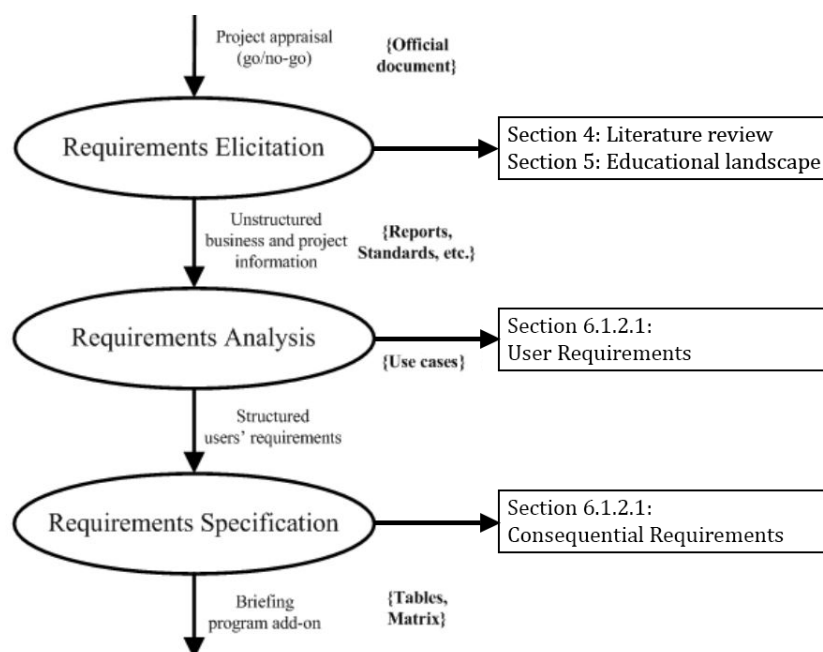 Project appraisal
(go/no-go)
{Official
document}
Requirements Elicitation
Section 4: Literature review
Section 5: Educational landscape
Unstructured
business and project
information
{Reports,
Standards, etc.}
Requirements Analysis
{Use cases}
Section 6.1.2.1:
User Requirements
Structured
users’ requirements
Requirements Specification
Section 6.1.2.1:
Consequential Requirements
Briefing
program add-on
{Tables,
Matrix}